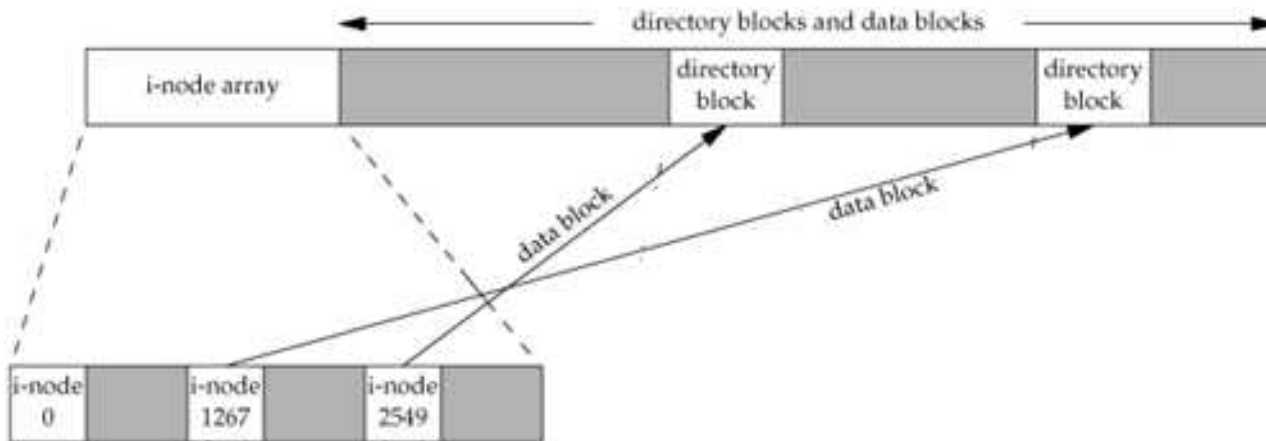 directory blocks and data blocks
i-node array
directory
block
directory
block
data block
data block
i-node
0
i-node
1267
i-node
2549